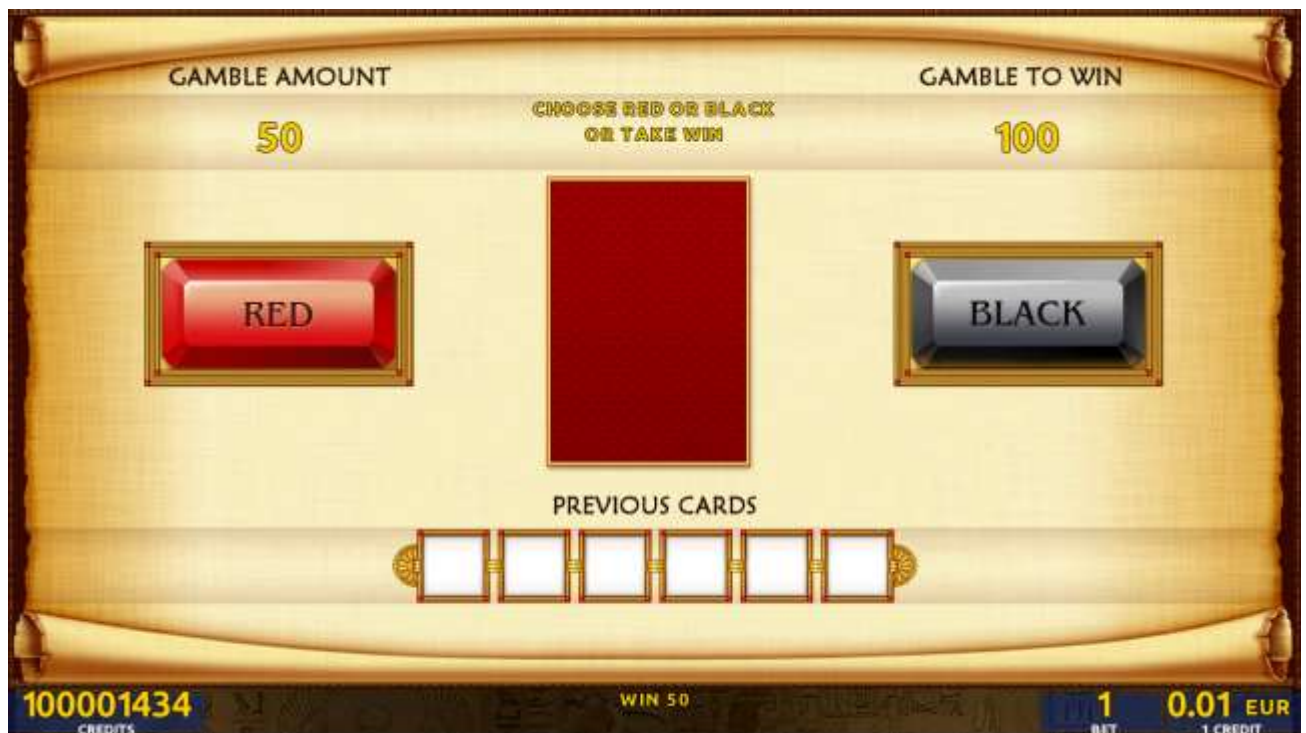 GAMBLE AMOUNT
GAMBLE TO WIN
CHOOSE RED OR BLACK
OR TAKE WIN
50
100
RED
BLACK
PREVIOUS CARDS
100001434
CREDITS
WIN 50
1
BET
0.01 EUR
1 CREDIT